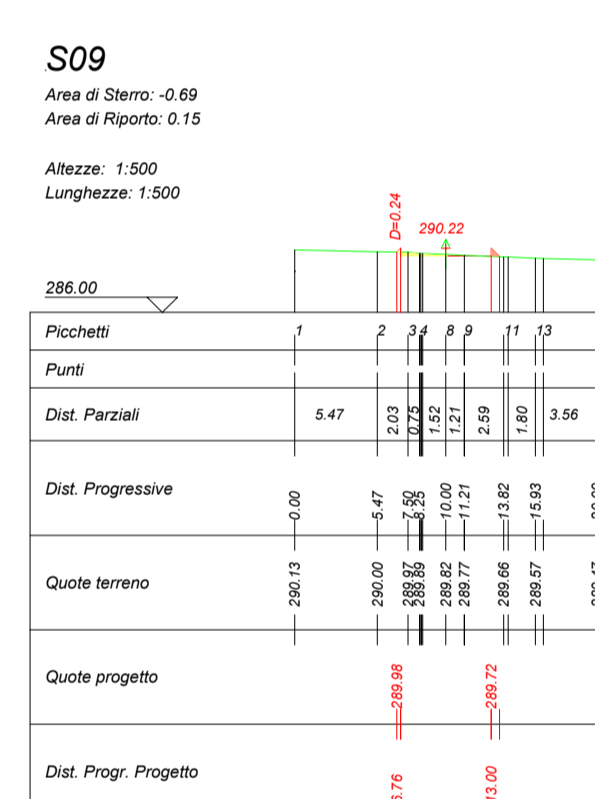 S09
Area di Sterro: -0.69
Area di Riporto: 0.15
Altezze: 1:500
Lunghezze: 1:500
D=0.24
290.22
286.00
Picchetti 1 2 3 4 8 9 11 13
Punti
Dist. Parziali 5.47 2.03 0.75 1.52 1.21 2.59 1.80 3.56
Dist. Progressive 0.00 5.47 7.50 8.25 10.00 11.21 13.82 15.93
Quote terreno 290.13 290.00 289.97 289.89 289.82 289.77 289.66 289.57
Quote progetto 289.98 289.72
Dist. Progr. Progetto 13.00